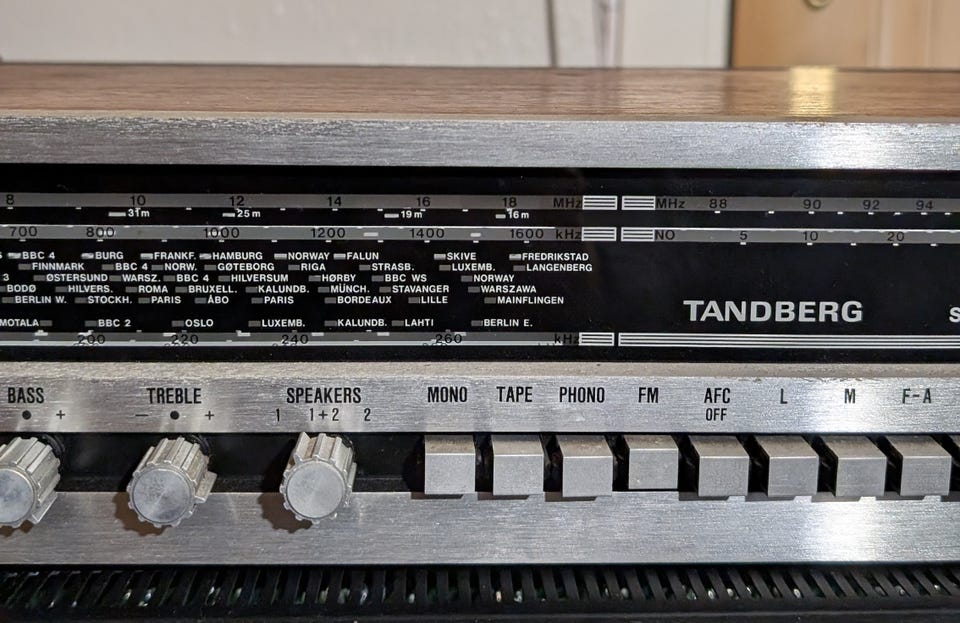 8 10 12 14 16 18 MHz MHz 88 90 92 94
31m 25m 19m 16m
700 800 1000 1200 1400 1600 kHz NO 5 10 20
BBC 4 BURG FRANKF. HAMBURG NORWAY FALUN SKIVE FREDRIKSTAD
FINNMARK BBC 4 NORW. GØTEBORG RIGA STRASB. LUXEMB. LANGENBERG
3 ØSTERSUND WARSZ. BBC 4 HILVERSUM HØRBY BBC WS NORWAY
BODØ HILVERS. ROMA BRUXELL. KALUNDB. MÜNCH. STAVANGER WARSZAWA
BERLIN W. STOCKH. PARIS ÅBO PARIS BORDEAUX LILLE MAINFLINGEN
TANDBERG
S
MOTALA BBC 2 OSLO LUXEMB. KALUNDB. LAHTI BERLIN E.
200 220 240 260 kHz
BASS TREBLE SPEAKERS MONO TAPE PHONO FM AFC L M F-A
+ − + 1 1+2 2 OFF